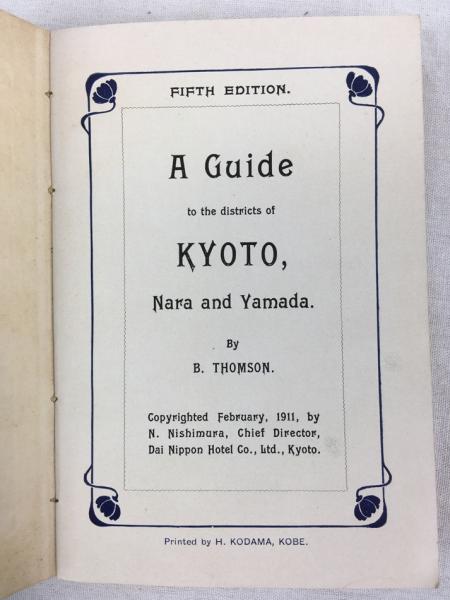 FIFTH EDITION.
A Guide
to the districts of
KYOTO,
Nara and Yamada.
By
B. THOMSON.
Copyrighted February, 1911, by
N. Nishimura, Chief Director,
Dai Nippon Hotel Co., Ltd., Kyoto.
Printed by H. KODAMA, KOBE.